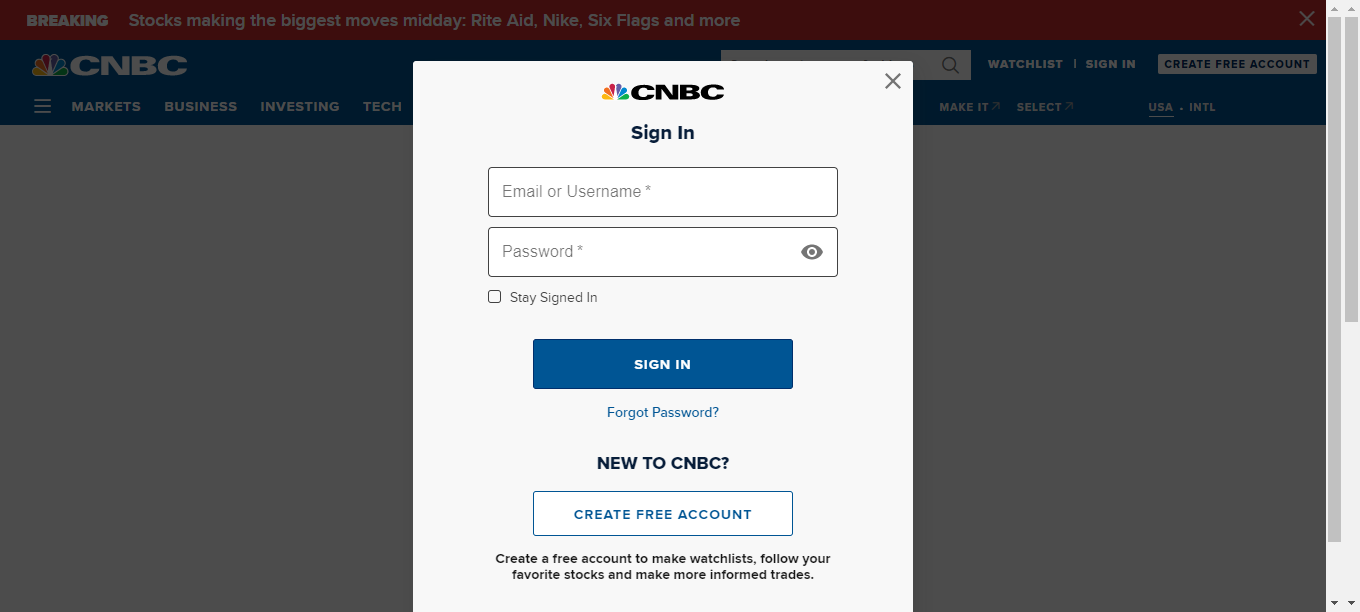 BREAKING Stocks making the biggest moves midday: Rite Aid, Nike, Six Flags and more
CNBC
WATCHLIST | SIGN IN CREATE FREE ACCOUNT
MARKETS BUSINESS INVESTING TECH MAKE IT SELECT USA • INTL
CNBC
Sign In
Email or Username *
Password *
Stay Signed In
SIGN IN
Forgot Password?
NEW TO CNBC?
CREATE FREE ACCOUNT
Create a free account to make watchlists, follow your
favorite stocks and make more informed trades.